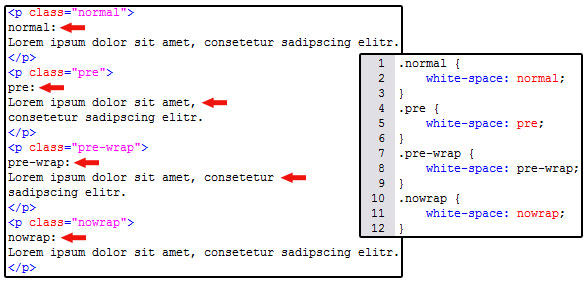 <p class="normal">
normal:
Lorem ipsum dolor sit amet, consetetur sadipscing elitr.
</p>
<p class="pre">
pre:
Lorem ipsum dolor sit amet,
consetetur sadipscing elitr.
</p>
<p class="pre-wrap">
pre-wrap:
Lorem ipsum dolor sit amet, consetetur
sadipscing elitr.
</p>
<p class="nowrap">
nowrap:
Lorem ipsum dolor sit amet, consetetur sadipscing elitr.
</p>
1 .normal {
2 white-space: normal;
3 }
4 .pre {
5 white-space: pre;
6 }
7 .pre-wrap {
8 white-space: pre-wrap;
9 }
10 .nowrap {
11 white-space: nowrap;
12 }